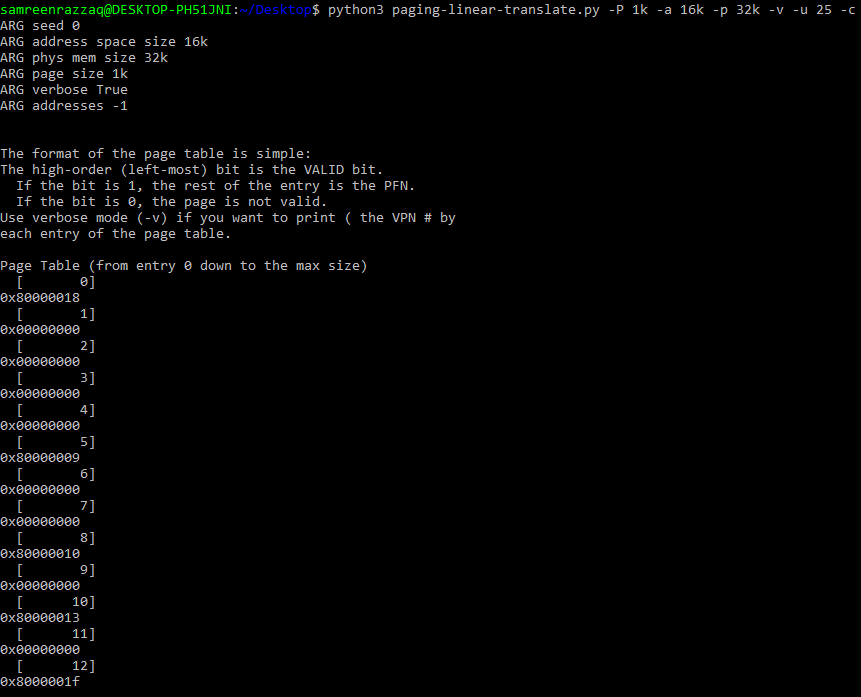 samreenrazzaq@DESKTOP-PH51JNI:~/Desktop$ python3 paging-linear-translate.py -P 1k -a 16k -p 32k -v -u 25 -c
ARG seed 0
ARG address space size 16k
ARG phys mem size 32k
ARG page size 1k
ARG verbose True
ARG addresses -1


The format of the page table is simple:
The high-order (left-most) bit is the VALID bit.
  If the bit is 1, the rest of the entry is the PFN.
  If the bit is 0, the page is not valid.
Use verbose mode (-v) if you want to print ( the VPN # by
each entry of the page table.

Page Table (from entry 0 down to the max size)
  [       0]
0x80000018
  [       1]
0x00000000
  [       2]
0x00000000
  [       3]
0x00000000
  [       4]
0x00000000
  [       5]
0x80000009
  [       6]
0x00000000
  [       7]
0x00000000
  [       8]
0x80000010
  [       9]
0x00000000
  [      10]
0x80000013
  [      11]
0x00000000
  [      12]
0x8000001f